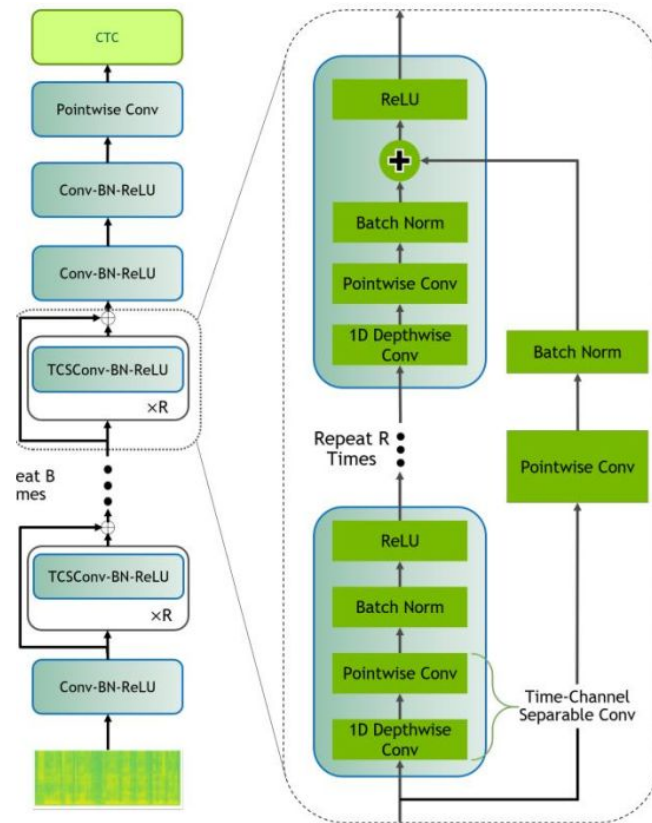 CTC
Pointwise Conv
Conv-BN-ReLU
Conv-BN-ReLU
TCSConv-BN-ReLU
×R
eat B
mes
TCSConv-BN-ReLU
×R
Conv-BN-ReLU
ReLU
+
Batch Norm
Pointwise Conv
1D Depthwise
Conv
Batch Norm
Pointwise Conv
Repeat R
Times
ReLU
Batch Norm
Pointwise Conv
1D Depthwise
Conv
Time-Channel
Separable Conv